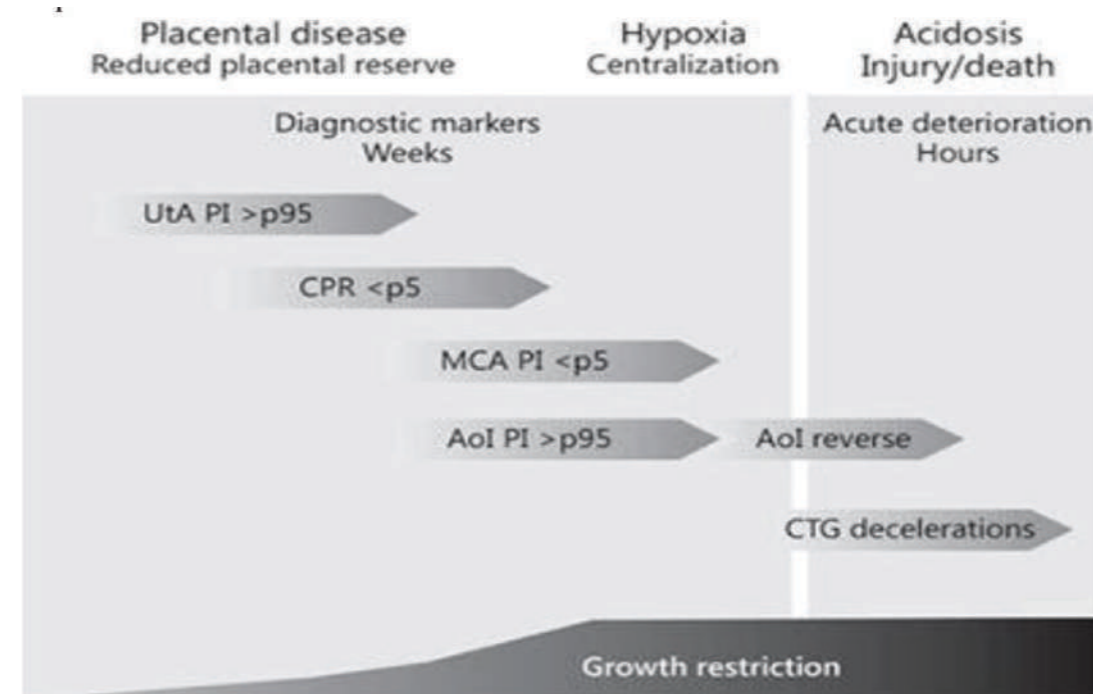 Placental disease
Reduced placental reserve
Hypoxia
Centralization
Acidosis
Injury/death
Diagnostic markers
Weeks
Acute deterioration
Hours
UtA PI >p95
CPR <p5
MCA PI <p5
AoI PI >p95
AoI reverse
CTG decelerations
Growth restriction